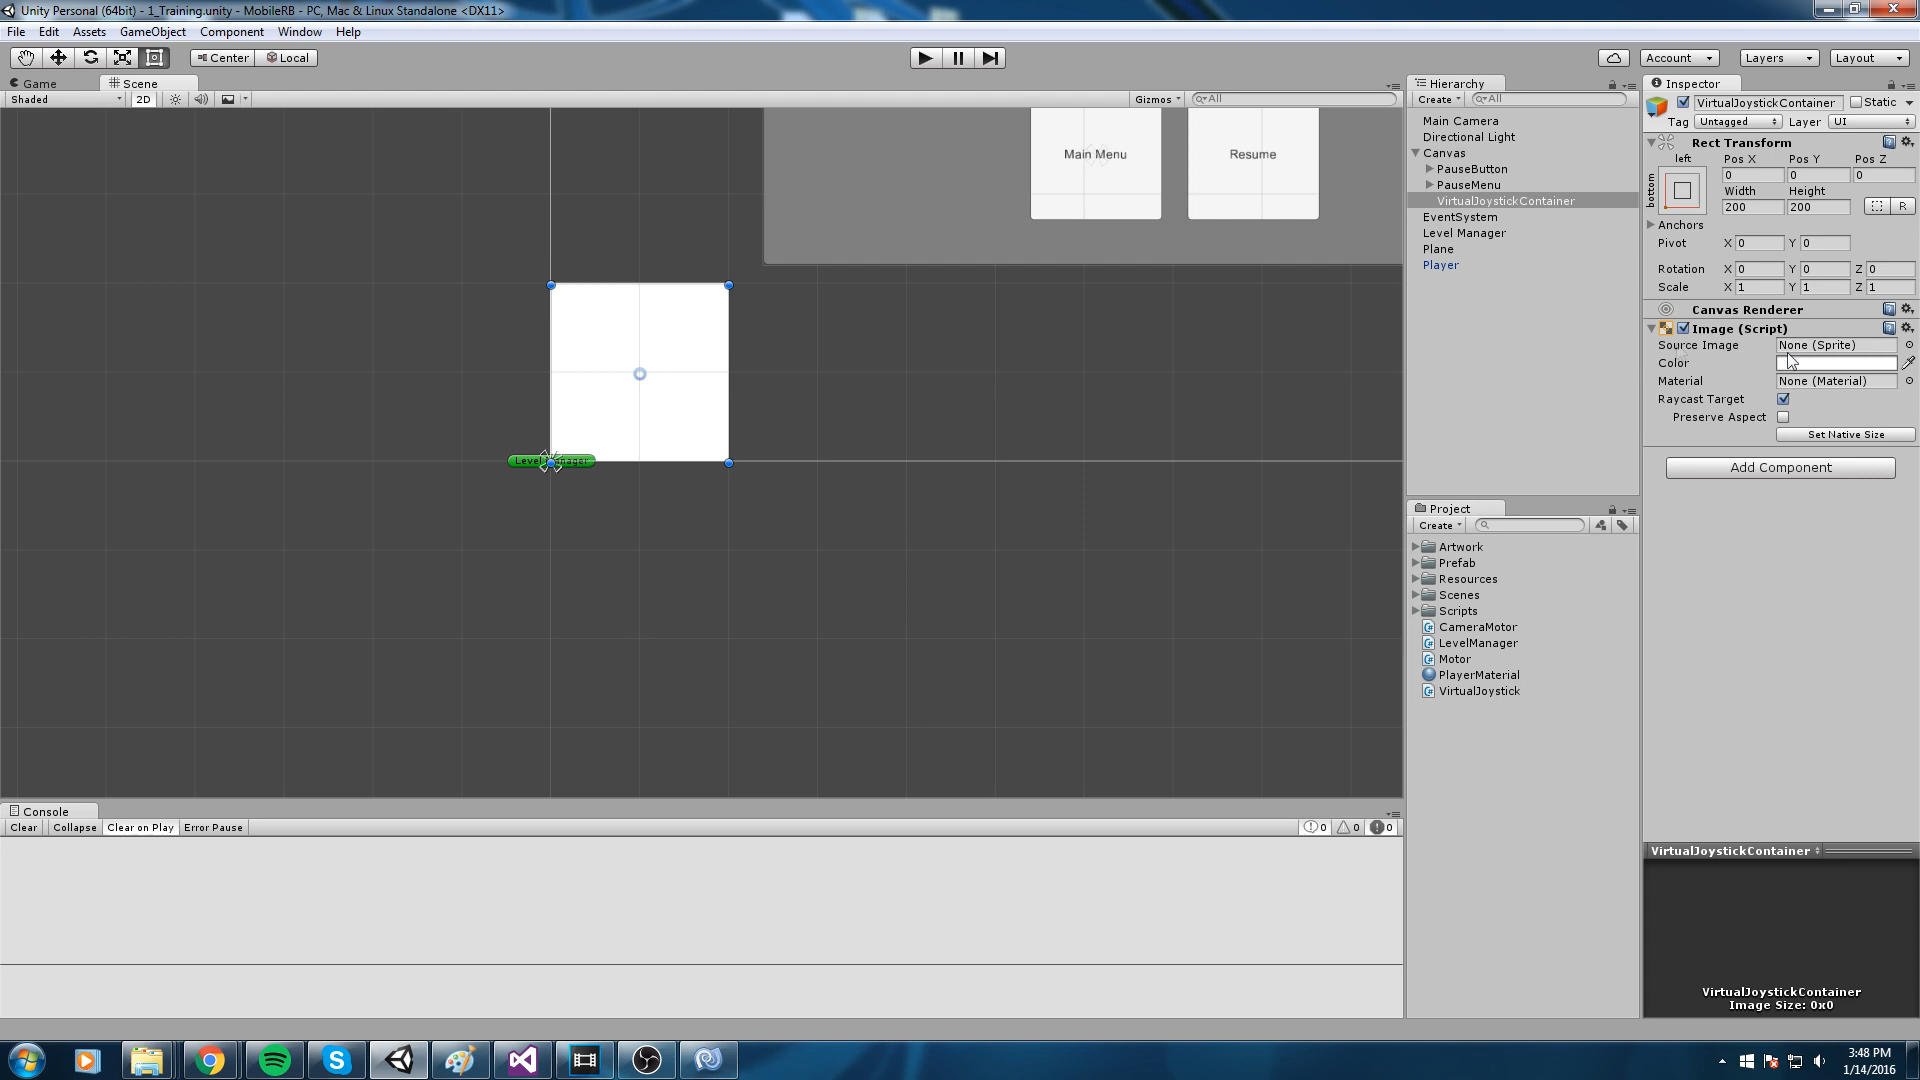 Unity Personal (64bit) - 1_Training.unity - MobileRB - PC, Mac & Linux Standalone <DX11>
File Edit Assets GameObject Component Window Help
Center Local
Account Layers Layout
Game Scene
Shaded 2D Gizmos All
Main Menu Resume
Level anager
Hierarchy
Create All
Main Camera
Directional Light
Canvas
PauseButton
PauseMenu
VirtualJoystickContainer
EventSystem
Level Manager
Plane
Player
Project
Create
Artwork
Prefab
Resources
Scenes
Scripts
CameraMotor
LevelManager
Motor
PlayerMaterial
VirtualJoystick
Inspector
VirtualJoystickContainer Static
Tag Untagged Layer UI
Rect Transform
left Pos X Pos Y Pos Z
bottom 0 0 0
Width Height
200 200 R
Anchors
Pivot X 0 Y 0
Rotation X 0 Y 0 Z 0
Scale X 1 Y 1 Z 1
Canvas Renderer
Image (Script)
Source Image None (Sprite)
Color
Material None (Material)
Raycast Target
Preserve Aspect
Set Native Size
Add Component
VirtualJoystickContainer
VirtualJoystickContainer
Image Size: 0x0
Console
Clear Collapse Clear on Play Error Pause 0 0 0
3:48 PM
1/14/2016